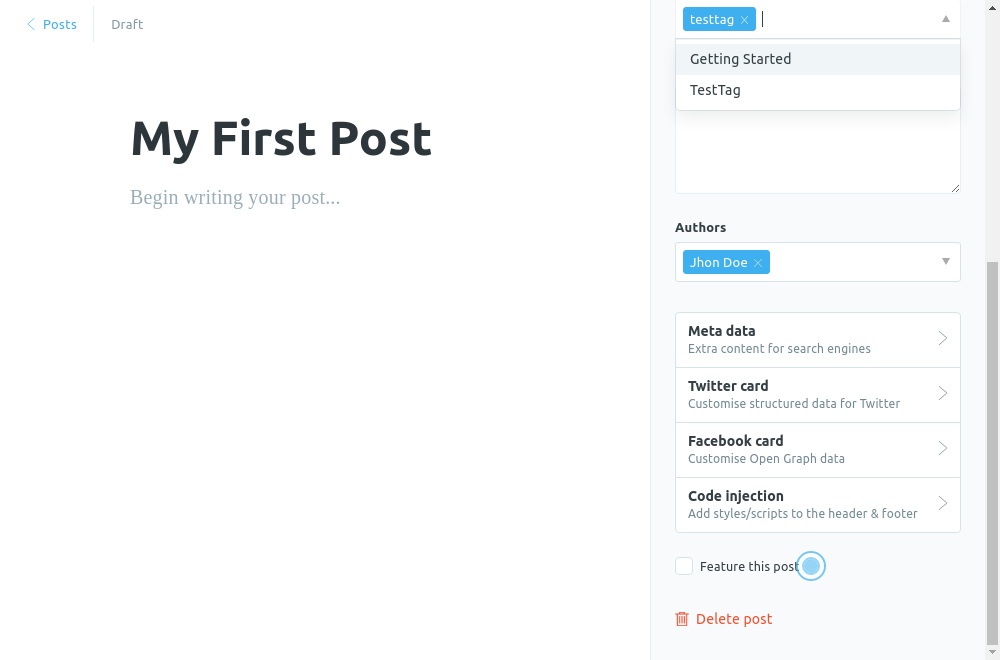 Posts
Draft
My First Post
Begin writing your post...
testtag
Getting Started
TestTag
Authors
Jhon Doe
Meta data
Extra content for search engines
Twitter card
Customise structured data for Twitter
Facebook card
Customise Open Graph data
Code injection
Add styles/scripts to the header & footer
Feature this post
Delete post